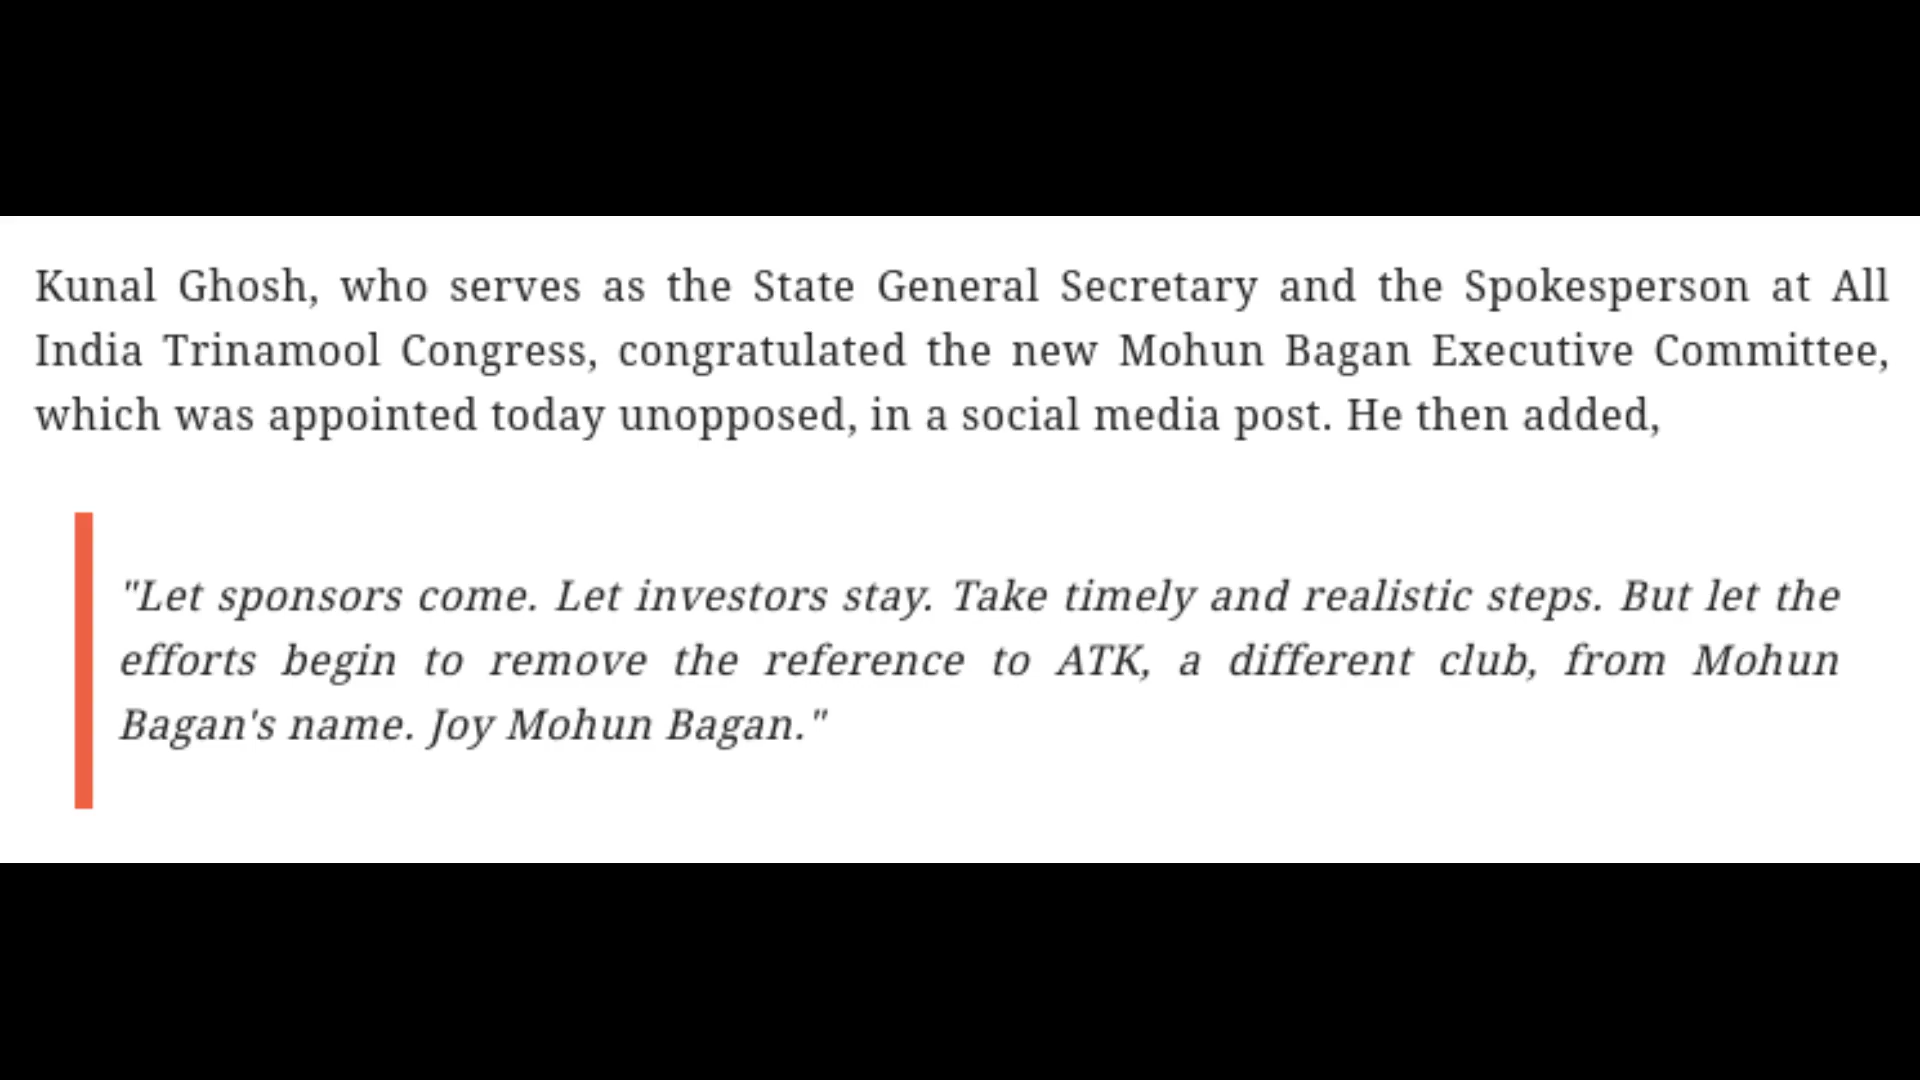 Kunal Ghosh, who serves as the State General Secretary and the Spokesperson at All
India Trinamool Congress, congratulated the new Mohun Bagan Executive Committee,
which was appointed today unopposed, in a social media post. He then added,
"Let sponsors come. Let investors stay. Take timely and realistic steps. But let the
efforts begin to remove the reference to ATK, a different club, from Mohun
Bagan's name. Joy Mohun Bagan."